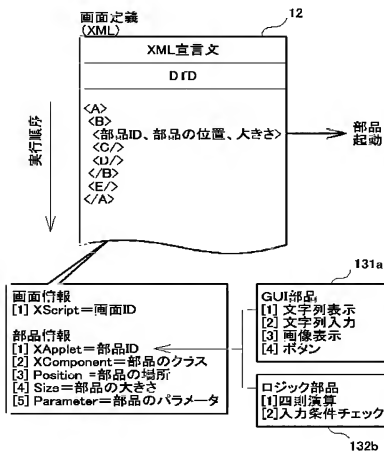 画面定義
(XML)
12
XML宣言文
DTD
<A>
<B>
<部品ID、部品の位置、大きさ>
<C/>
<D/>
</B>
<E/>
</A>
実行順序
部品
起動
画面情報
[1] XScript=画面ID
部品情報
[1] XApplet=部品ID
[2] XComponent=部品のクラス
[3] Position =部品の場所
[4] Size=部品の大きさ
[5] Parameter=部品のパラメータ
131a
GUI部品
[1] 文字列表示
[2] 文字列入力
[3] 画像表示
[4] ボタン
ロジック部品
[1]四則演算
[2]入力条件チェック
132b